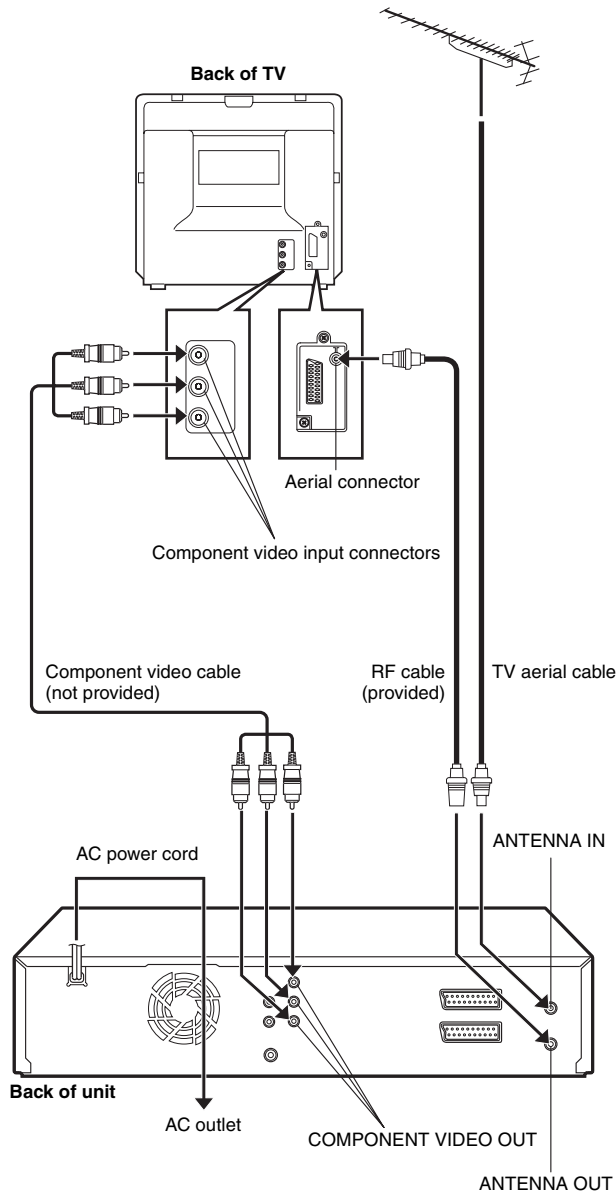 Back of TV
Aerial connector
Component video input connectors
Component video cable
(not provided)
RF cable
(provided)
TV aerial cable
AC power cord
ANTENNA IN
Back of unit
AC outlet
COMPONENT VIDEO OUT
ANTENNA OUT